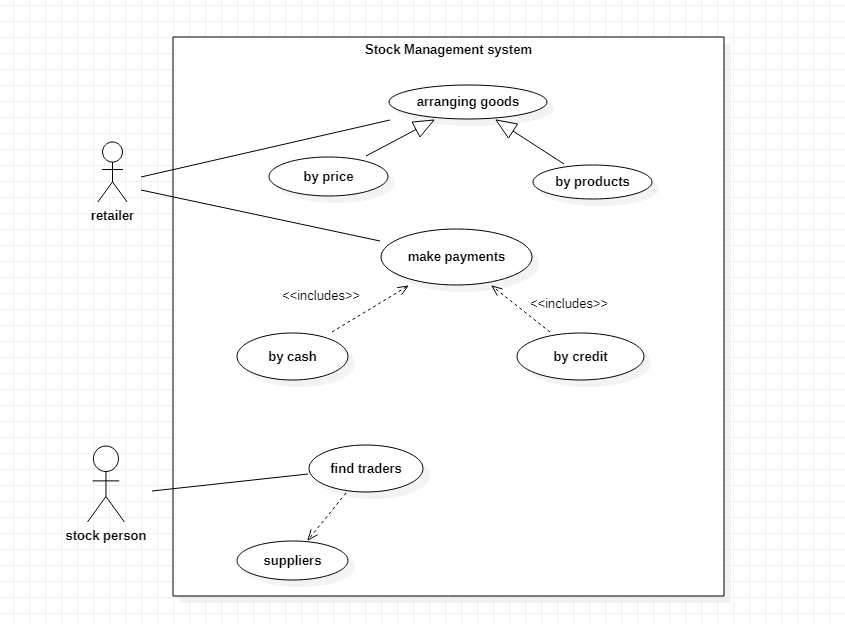 Stock Management system
arranging goods
by price
by products
retailer
make payments
<<includes>>
<<includes>>
by cash
by credit
find traders
stock person
suppliers